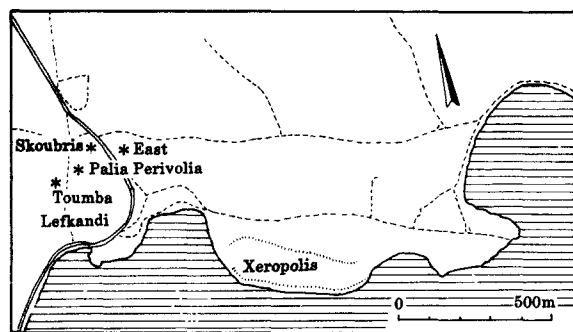 Skoubris * * East
* Palia Perivolia
*
Toumba
Lefkandi
Xeropolis
0 500m